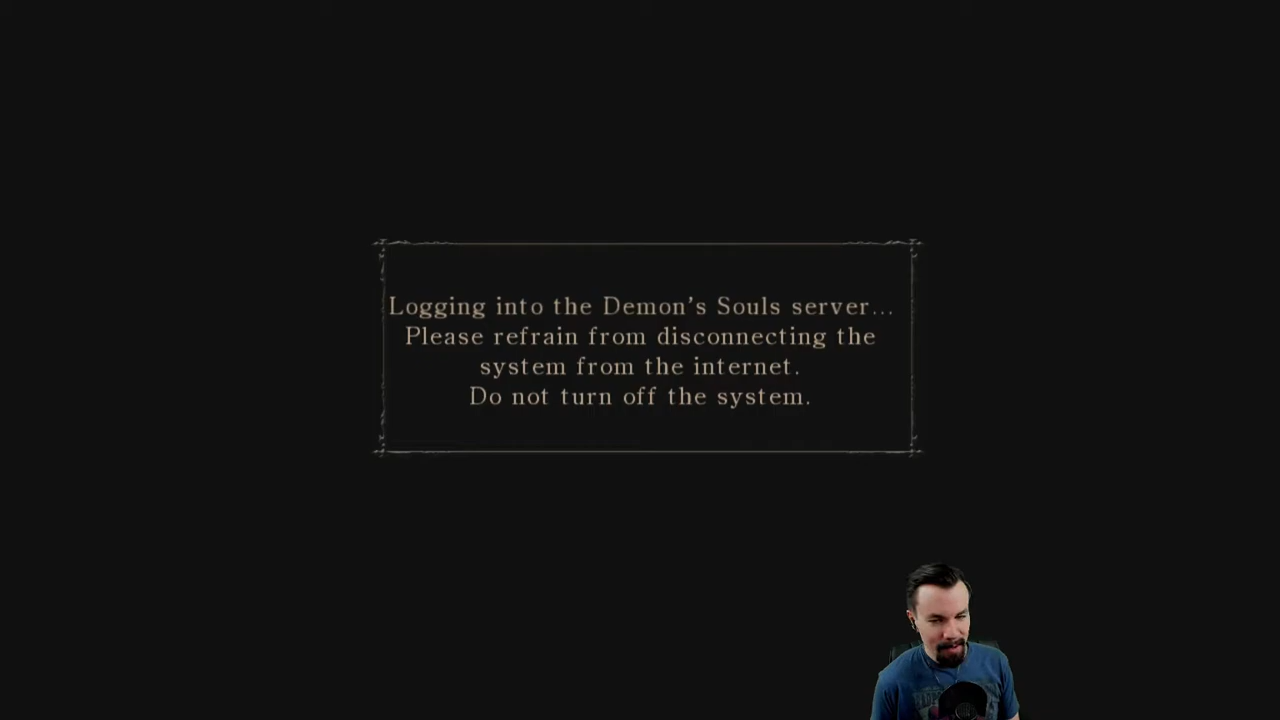 Logging into the Demon's Souls server...
Please refrain from disconnecting the
system from the internet.
Do not turn off the system.